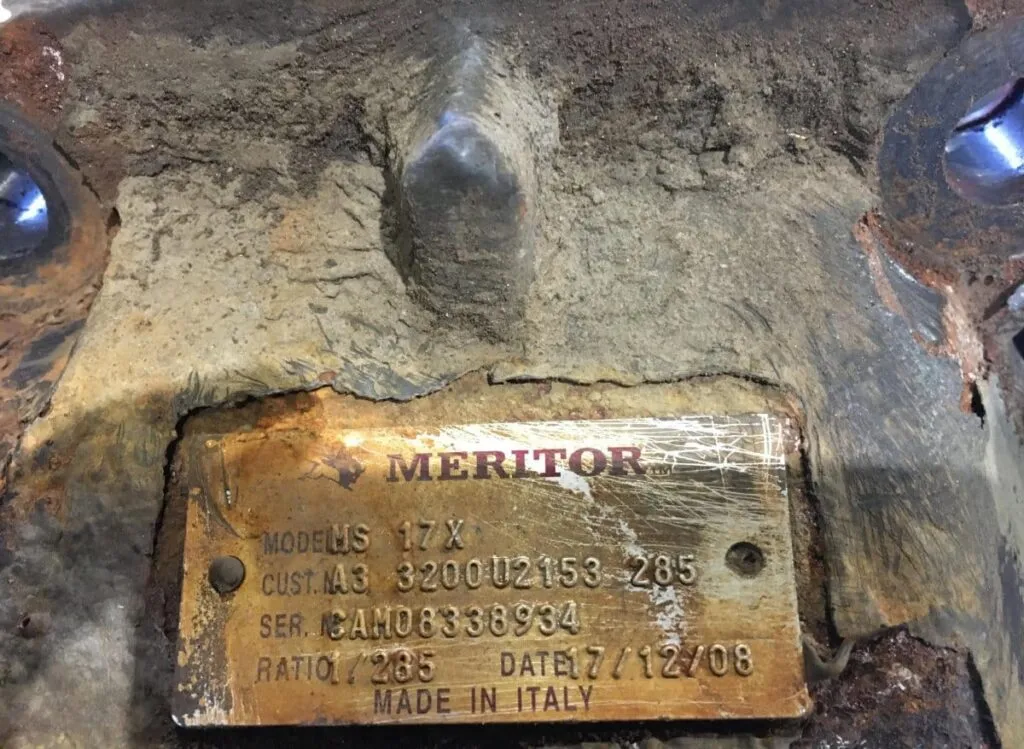 MERITOR™
MODEL MS 17X
CUST.N. A3 3200U2153 285
SER. N. CAM08338934
RATIO 1/285 DATE 17/12/08
MADE IN ITALY